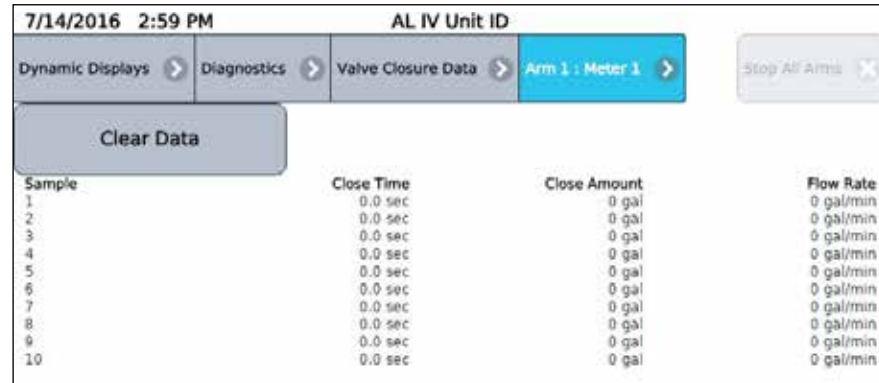 7/14/2016 2:59 PM AL IV Unit ID
Dynamic Displays Diagnostics Valve Closure Data Arm 1 : Meter 1 Stop All Arms
Clear Data
Sample Close Time Close Amount Flow Rate
1 0.0 sec 0 gal 0 gal/min
2 0.0 sec 0 gal 0 gal/min
3 0.0 sec 0 gal 0 gal/min
4 0.0 sec 0 gal 0 gal/min
5 0.0 sec 0 gal 0 gal/min
6 0.0 sec 0 gal 0 gal/min
7 0.0 sec 0 gal 0 gal/min
8 0.0 sec 0 gal 0 gal/min
9 0.0 sec 0 gal 0 gal/min
10 0.0 sec 0 gal 0 gal/min